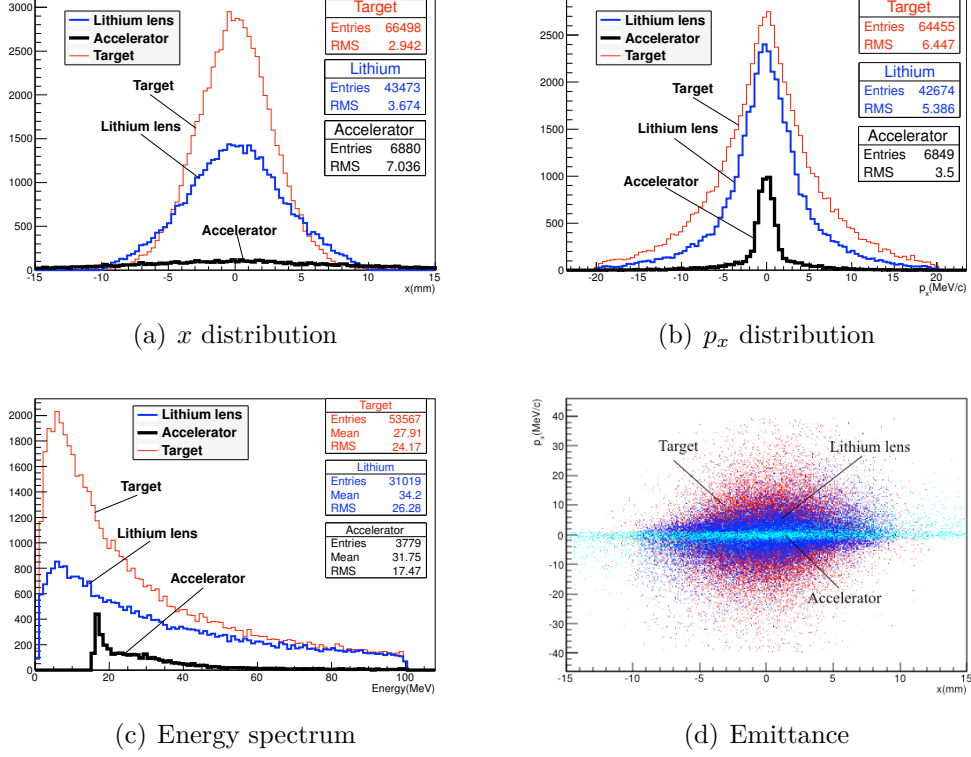 3000
2500
2000
1500
1000
500
0
-15
-10
-5
0
5
10
15
x(mm)
Lithium lens
Accelerator
Target
Target
Lithium lens
Accelerator
Target
Entries 66498
RMS 2.942
Lithium
Entries 43473
RMS 3.674
Accelerator
Entries 6880
RMS 7.036
(a) x distribution
2500
2000
1500
1000
500
0
-20
-10
0
10
20
px(MeV/c)
Lithium lens
Accelerator
Target
Target
Lithium lens
Accelerator
Target
Entries 64455
RMS 6.447
Lithium
Entries 42674
RMS 5.386
Accelerator
Entries 6849
RMS 3.5
(b) px distribution
2000
1800
1600
1400
1200
1000
800
600
400
200
0
0
20
40
60
80
100
Energy(MeV)
Lithium lens
Accelerator
Target
Target
Lithium lens
Accelerator
Target
Entries 53567
Mean 27.91
RMS 24.17
Lithium
Entries 31019
Mean 34.2
RMS 26.28
Accelerator
Entries 3779
Mean 31.75
RMS 17.47
(c) Energy spectrum
px(MeV/c)
40
30
20
10
0
-10
-20
-30
-40
-15
-10
-5
0
5
10
15
x(mm)
Target
Lithium lens
Accelerator
(d) Emittance